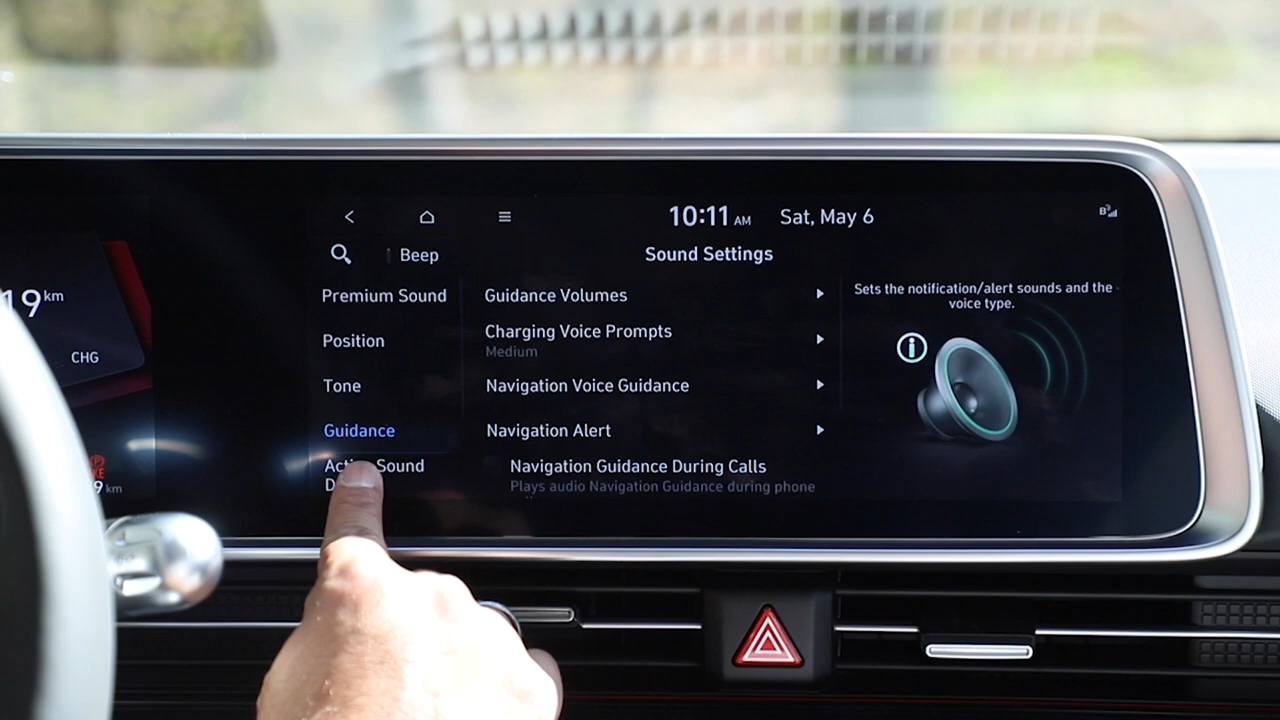 10:11 AM Sat, May 6
Beep
Sound Settings
Premium Sound
Position
Tone
Guidance
Sound
Guidance Volumes
Charging Voice Prompts
Medium
Navigation Voice Guidance
Navigation Alert
Navigation Guidance During Calls
Plays audio Navigation Guidance during phone
Sets the notification/alert sounds and the
voice type.
19 km
CHG
9 km